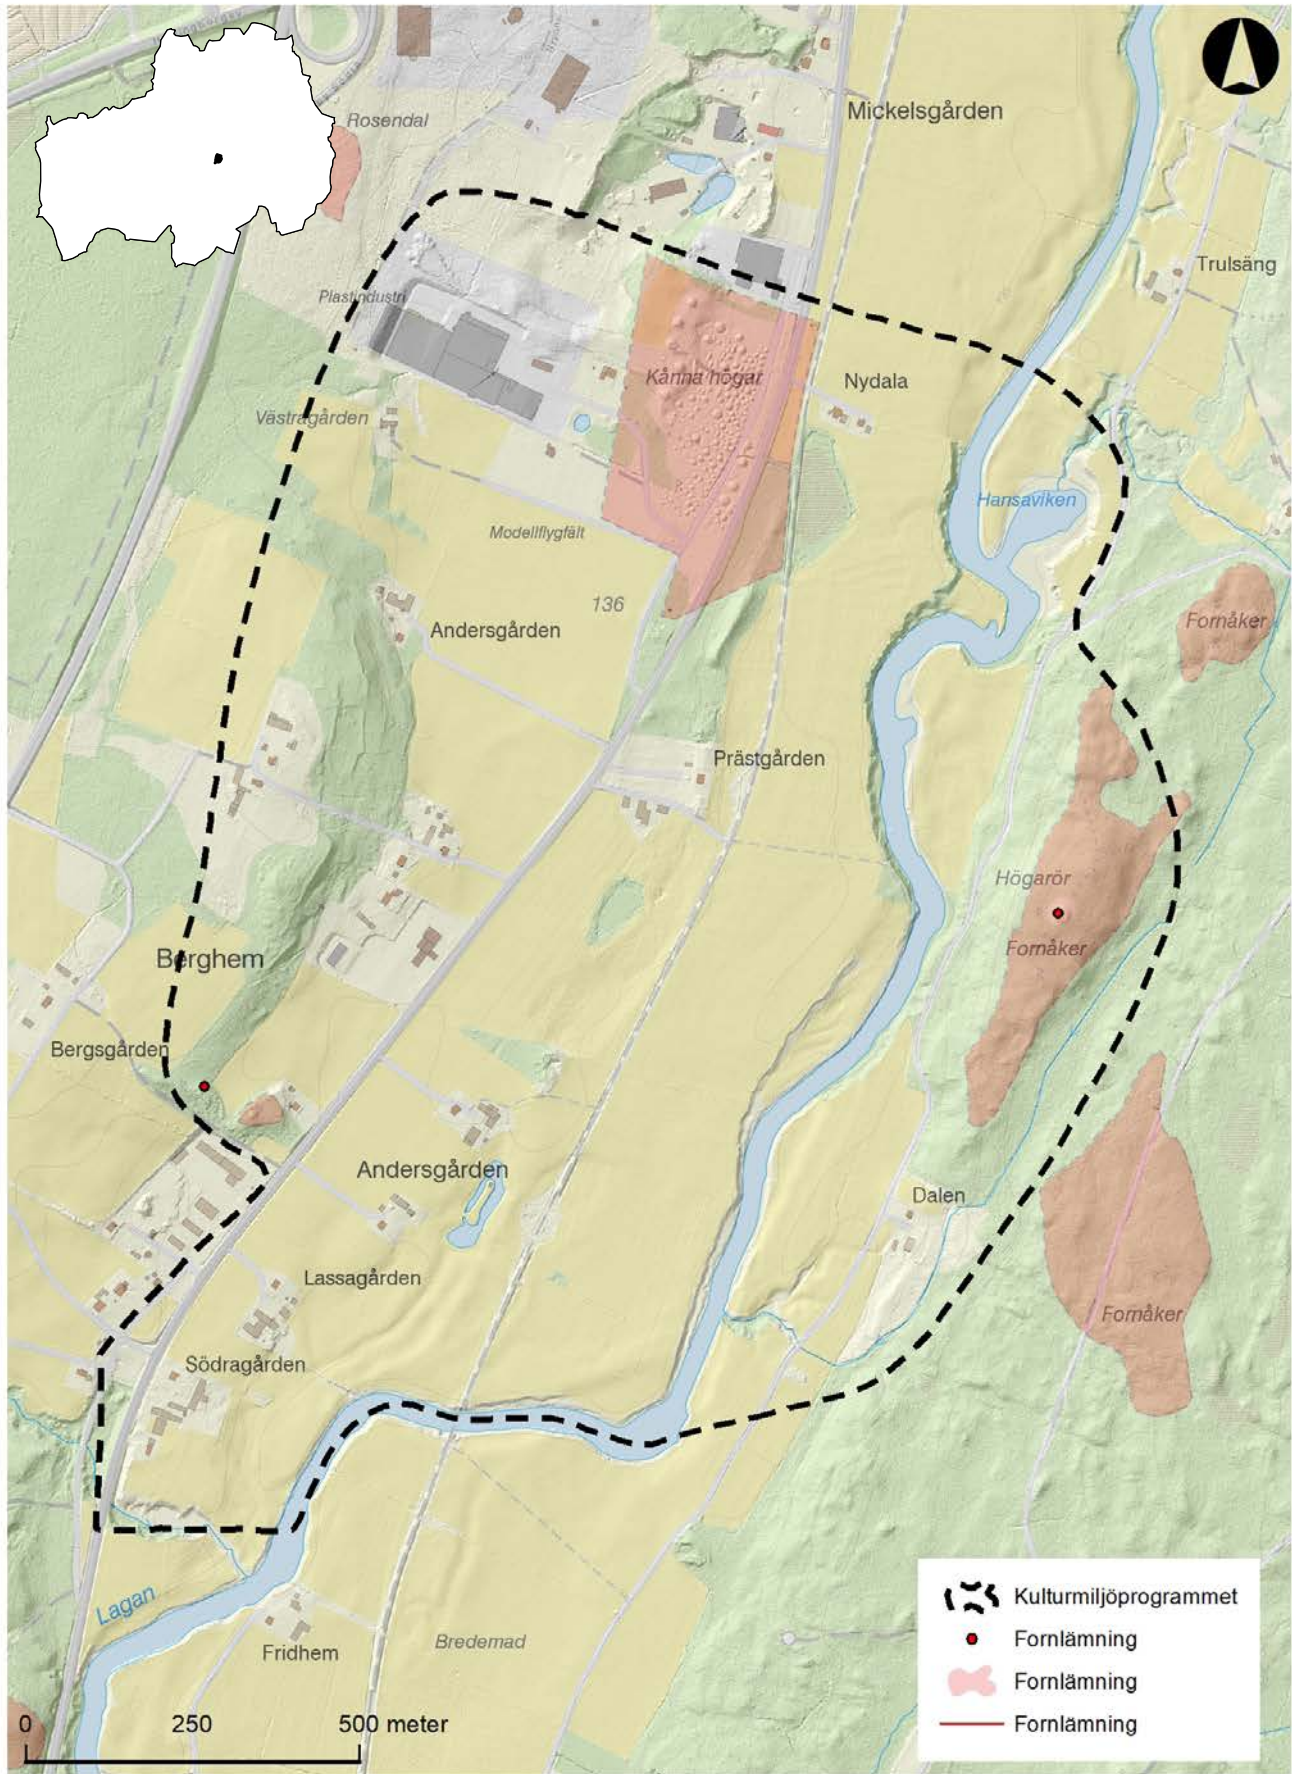 Mickelsgården
Rosendal
Trulsäng
Plastindustri
Kånna högar
Nydala
Västragården
Hansaviken
Modellflygfält
136
Fornåker
Andersgården
Prästgården
Högarör
Fornåker
Berghem
Bergsgården
Andersgården
Dalen
Lassagården
Fornåker
Södragården
Lagan
Fridhem
Bredemad
Kulturmiljöprogrammet
Fornlämning
Fornlämning
Fornlämning
0 250 500 meter